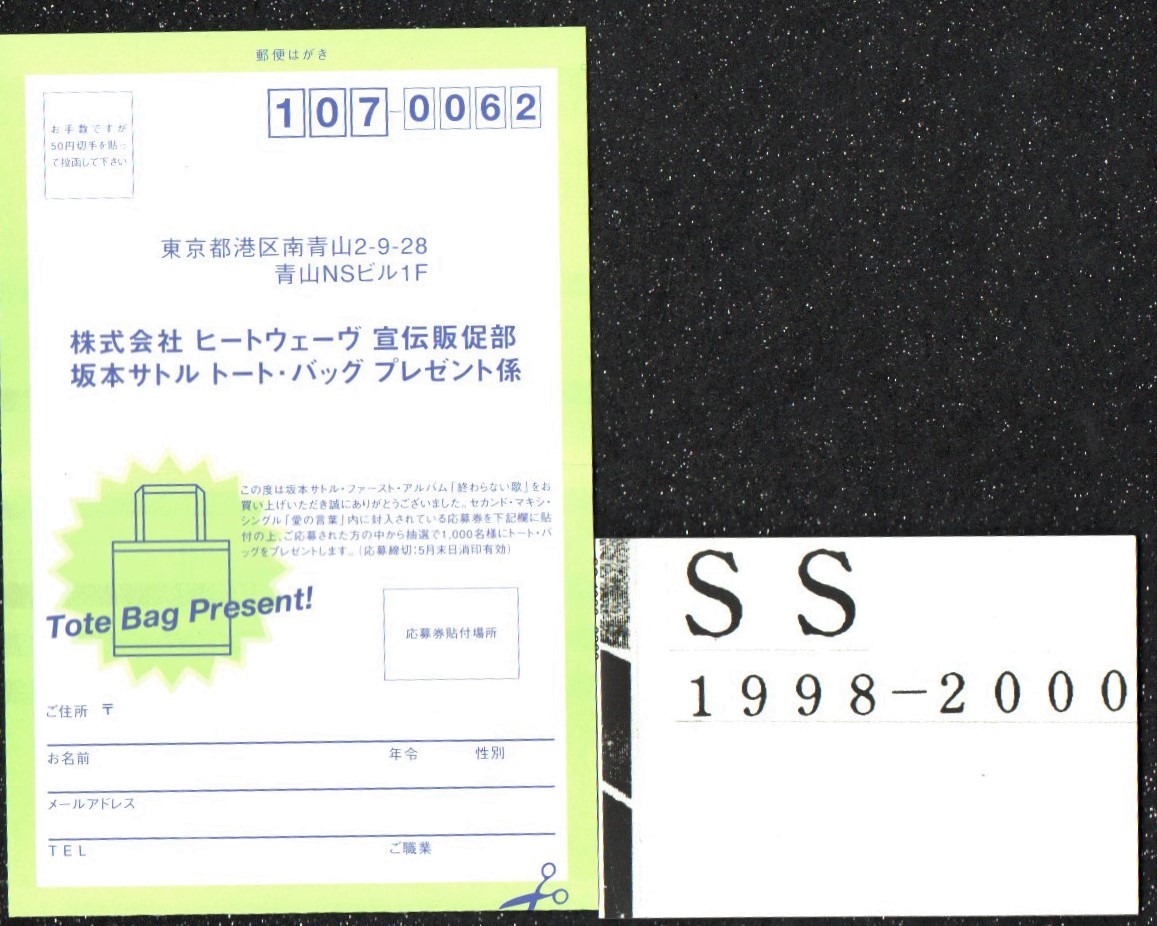 郵便はがき
お手数ですが
50円切手を貼っ
て投函して下さい
107-0062
東京都港区南青山2-9-28
青山NSビル1F
株式会社 ヒートウェーヴ 宣伝販促部
坂本サトル トート・バッグ プレゼント係
この度は坂本サトル・ファースト・アルバム「終わらない歌」をお
買い上げいただき誠にありがとうございました。セカンド・マキシ・
シングル「愛の言葉」内に封入されている応募券を下記欄に貼
付の上、ご応募された方の中から抽選で1,000名様にトート・バ
ッグをプレゼントします。(応募締切:5月末日消印有効)
Tote Bag Present!
応募券貼付場所
ご住所 〒
お名前 年令 性別
メールアドレス
TEL ご職業
SS
1998-2000